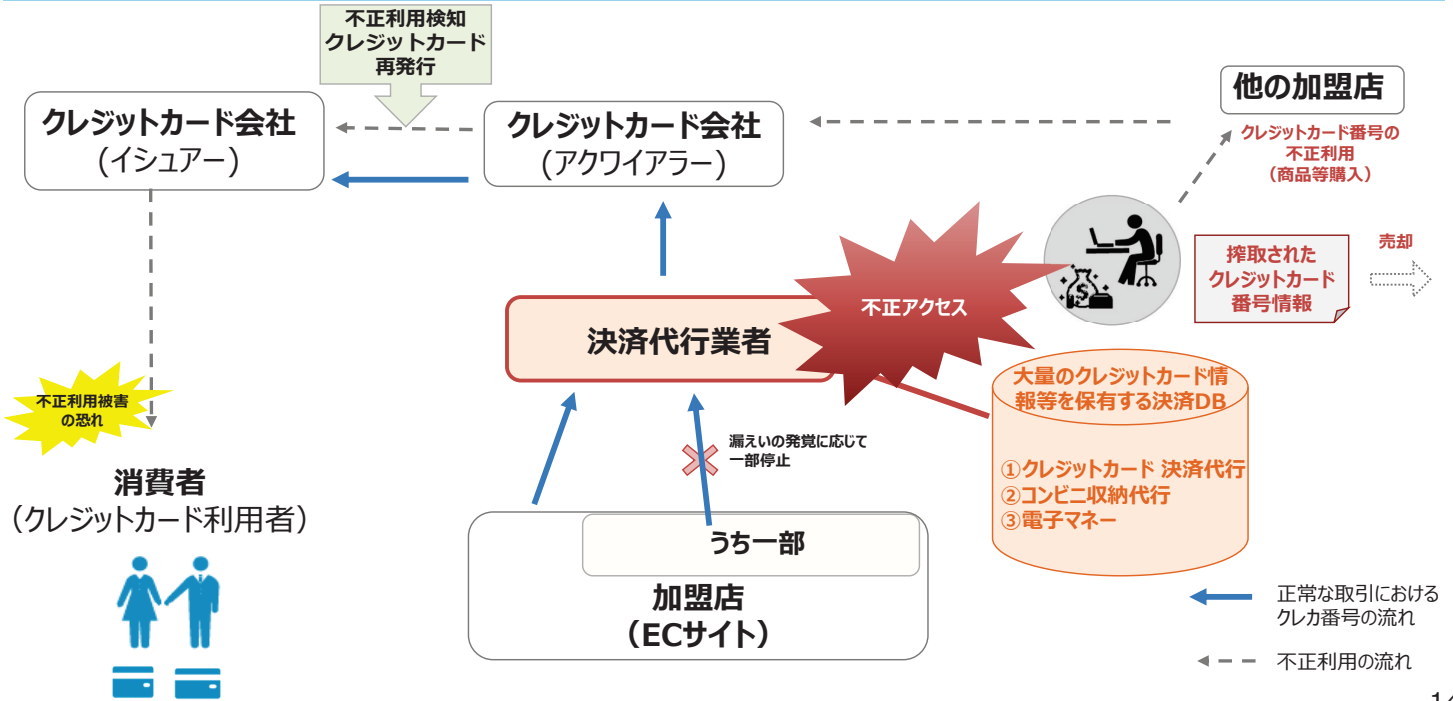 不正利用検知
クレジットカード
再発行
クレジットカード会社
(イシュアー)
クレジットカード会社
(アクワイアラー)
他の加盟店
クレジットカード番号の
不正利用
(商品等購入)
搾取された
クレジットカード
番号情報
売却
不正アクセス
決済代行業者
大量のクレジットカード情
報等を保有する決済DB
①クレジットカード 決済代行
②コンビニ収納代行
③電子マネー
不正利用被害
の恐れ
漏えいの発覚に応じて
一部停止
消費者
(クレジットカード利用者)
うち一部
加盟店
(ECサイト)
正常な取引における
クレカ番号の流れ
不正利用の流れ